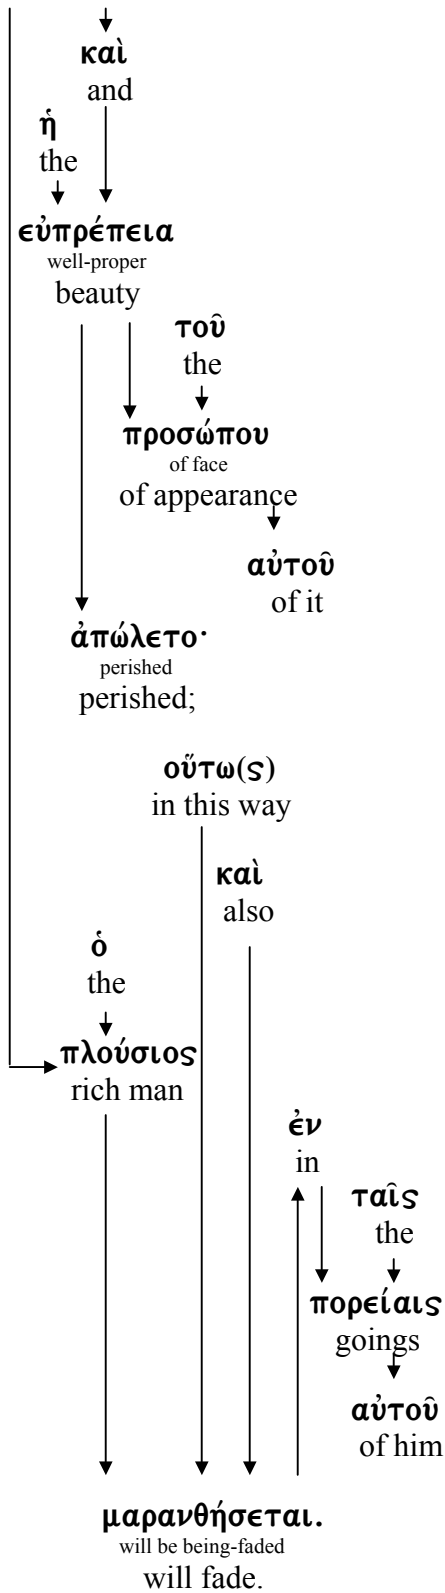 καὶ
and
ἡ
the
εὐπρέπεια
well-proper
beauty
τοῦ
the
προσώπου
of face
of appearance
αὐτοῦ
of it
ἀπώλετο·
perished
perished;
οὕτω(ς)
in this way
καὶ
also
ὁ
the
πλούσιος
rich man
ἐν
in
ταῖς
the
πορείαις
goings
αὐτοῦ
of him
μαρανθήσεται.
will be being-faded
will fade.